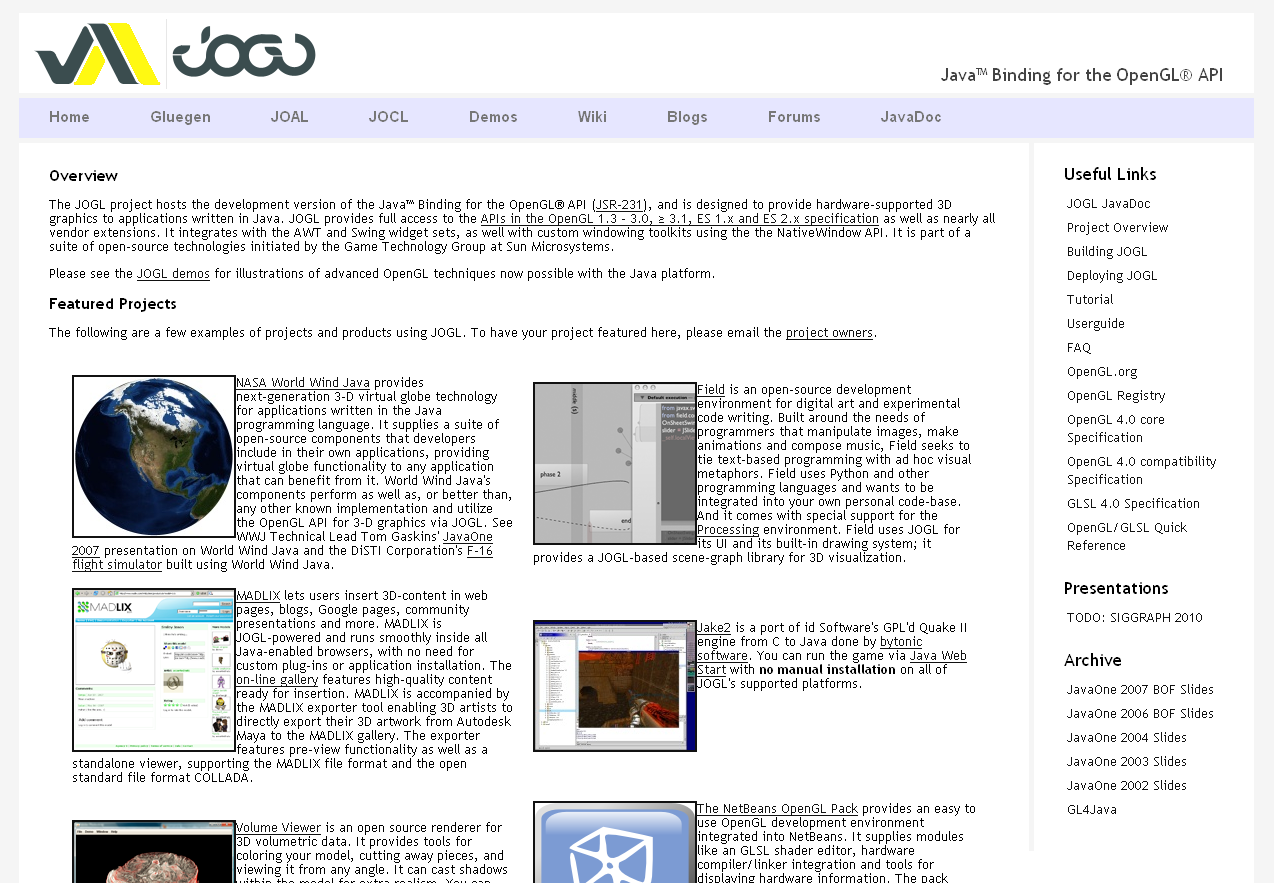 JOGL
Java™ Binding for the OpenGL® API
Home Gluegen JOAL JOCL Demos Wiki Blogs Forums JavaDoc
Overview
The JOGL project hosts the development version of the Java™ Binding for the OpenGL® API (JSR-231), and is designed to provide hardware-supported 3D
graphics to applications written in Java. JOGL provides full access to the APIs in the OpenGL 1.3 - 3.0, ≥ 3.1, ES 1.x and ES 2.x specification as well as nearly all
vendor extensions. It integrates with the AWT and Swing widget sets, as well with custom windowing toolkits using the the NativeWindow API. It is part of a
suite of open-source technologies initiated by the Game Technology Group at Sun Microsystems.
Please see the JOGL demos for illustrations of advanced OpenGL techniques now possible with the Java platform.
Featured Projects
The following are a few examples of projects and products using JOGL. To have your project featured here, please email the project owners.
NASA World Wind Java provides
next-generation 3-D virtual globe technology
for applications written in the Java
programming language. It supplies a suite of
open-source components that developers
include in their own applications, providing
virtual globe functionality to any application
that can benefit from it. World Wind Java's
components perform as well as, or better than,
any other known implementation and utilize
the OpenGL API for 3-D graphics via JOGL. See
WWJ Technical Lead Tom Gaskins' JavaOne
2007 presentation on World Wind Java and the DiSTI Corporation's F-16
flight simulator built using World Wind Java.
phase 2
end
Default execution
Field is an open-source development
environment for digital art and experimental
code writing. Built around the needs of
programmers that manipulate images, make
animations and compose music, Field seeks to
tie text-based programming with ad hoc visual
metaphors. Field uses Python and other
programming languages and wants to be
integrated into your own personal code-base.
And it comes with special support for the
Processing environment. Field uses JOGL for
its UI and its built-in drawing system; it
provides a JOGL-based scene-graph library for 3D visualization.
MADLIX
MADLIX lets users insert 3D-content in web
pages, blogs, Google pages, community
presentations and more. MADLIX is
JOGL-powered and runs smoothly inside all
Java-enabled browsers, with no need for
custom plug-ins or application installation. The
on-line gallery features high-quality content
ready for insertion. MADLIX is accompanied by
the MADLIX exporter tool enabling 3D artists to
directly export their 3D artwork from Autodesk
Maya to the MADLIX gallery. The exporter
features pre-view functionality as well as a
standalone viewer, supporting the MADLIX file format and the open
standard file format COLLADA.
Jake2 is a port of id Software's GPL'd Quake II
engine from C to Java done by bytonic
software. You can run the game via Java Web
Start with no manual installation on all of
JOGL's supported platforms.
Volume Viewer is an open source renderer for
3D volumetric data. It provides tools for
coloring your model, cutting away pieces, and
viewing it from any angle. It can cast shadows
within the model for extra realism. You can
The NetBeans OpenGL Pack provides an easy to
use OpenGL development environment
integrated into NetBeans. It supplies modules
like an GLSL shader editor, hardware
compiler/linker integration and tools for
displaying hardware information. The pack
Useful Links
JOGL JavaDoc
Project Overview
Building JOGL
Deploying JOGL
Tutorial
Userguide
FAQ
OpenGL.org
OpenGL Registry
OpenGL 4.0 core
Specification
OpenGL 4.0 compatibility
Specification
GLSL 4.0 Specification
OpenGL/GLSL Quick
Reference
Presentations
TODO: SIGGRAPH 2010
Archive
JavaOne 2007 BOF Slides
JavaOne 2006 BOF Slides
JavaOne 2004 Slides
JavaOne 2003 Slides
JavaOne 2002 Slides
GL4Java